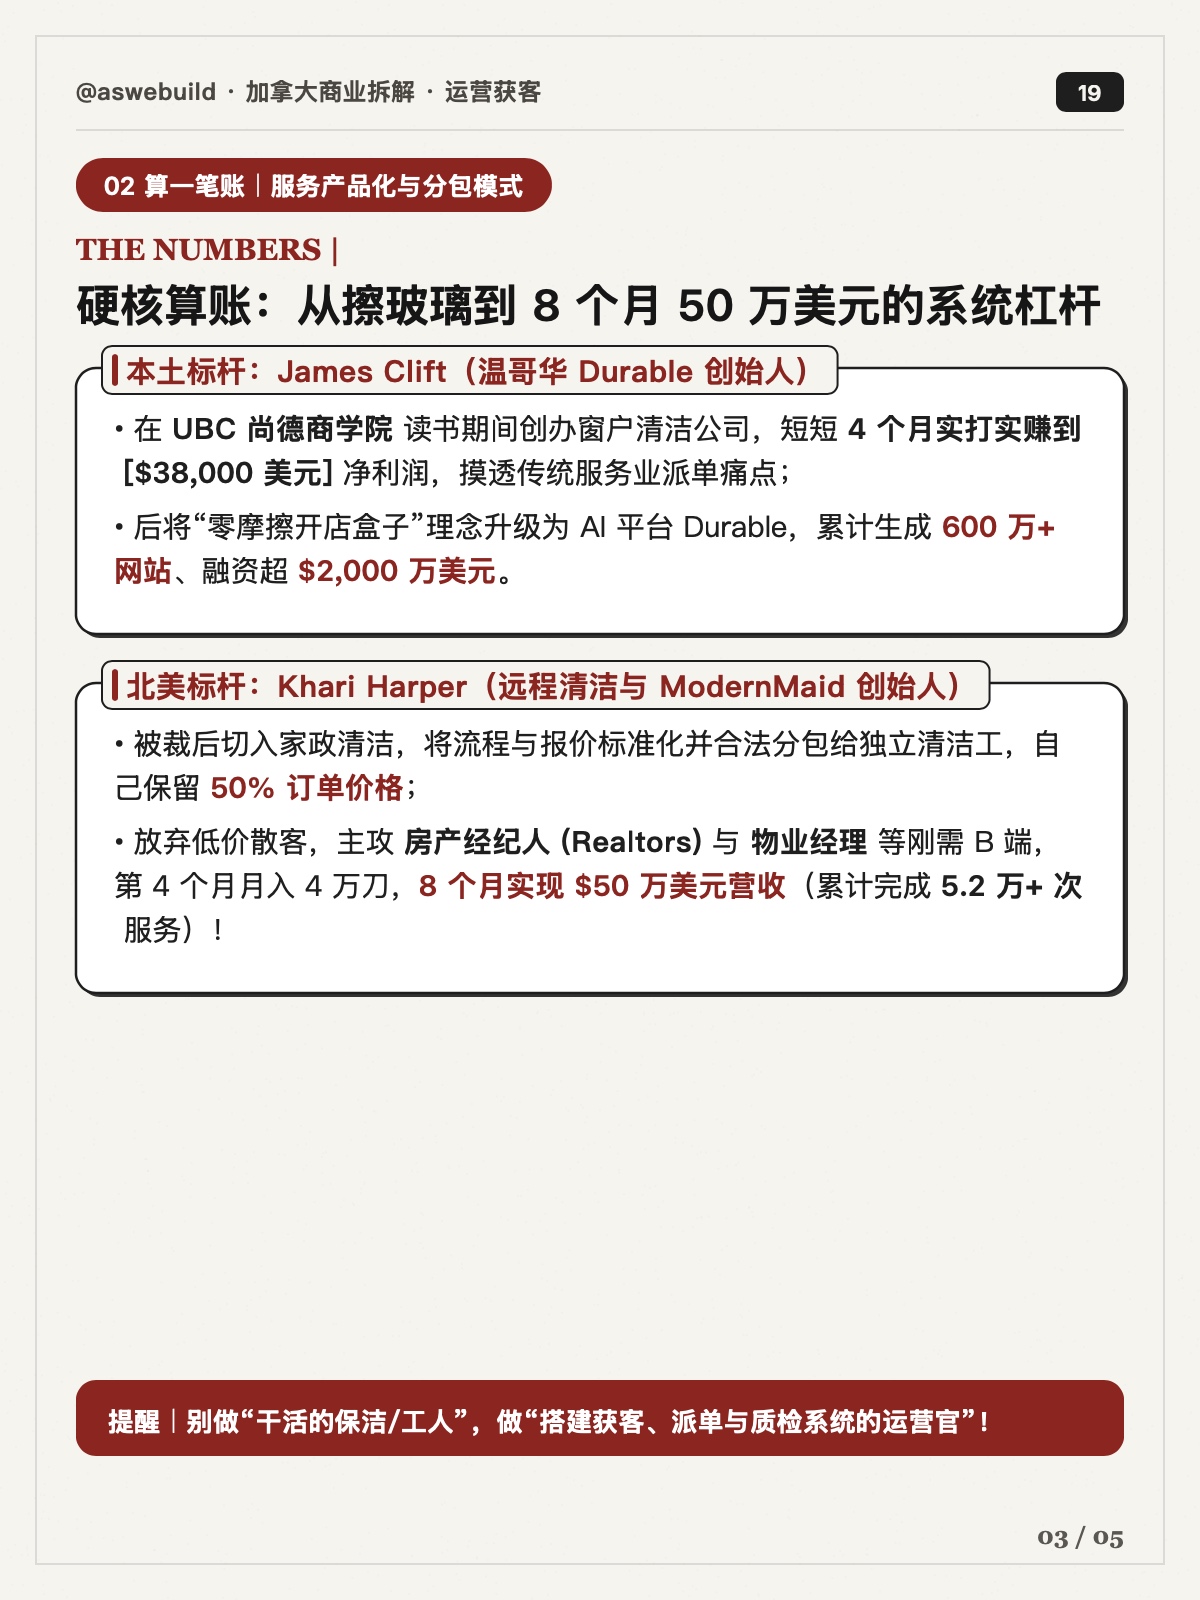 @aswebuild · 加拿大商业拆解 · 运营获客
19
02 算一笔账｜服务产品化与分包模式
THE NUMBERS |
硬核算账：从擦玻璃到 8 个月 50 万美元的系统杠杆
本土标杆：James Clift（温哥华 Durable 创始人）
• 在 UBC 尚德商学院 读书期间创办窗户清洁公司，短短 4 个月实打实赚到
[$38,000 美元] 净利润，摸透传统服务业派单痛点；
• 后将“零摩擦开店盒子”理念升级为 AI 平台 Durable，累计生成 600 万+
网站、融资超 $2,000 万美元。
北美标杆：Khari Harper（远程清洁与 ModernMaid 创始人）
• 被裁后切入家政清洁，将流程与报价标准化并合法分包给独立清洁工，自
己保留 50% 订单价格；
• 放弃低价散客，主攻 房产经纪人 (Realtors) 与 物业经理 等刚需 B 端，
第 4 个月月入 4 万刀，8 个月实现 $50 万美元营收（累计完成 5.2 万+ 次
服务）！
提醒｜别做“干活的保洁/工人”，做“搭建获客、派单与质检系统的运营官”！
03 / 05